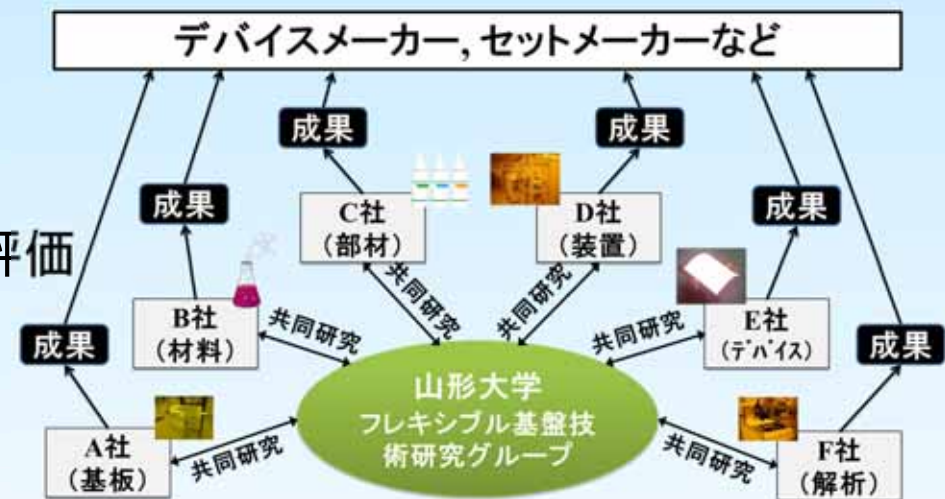 デバイスメーカー, セットメーカーなど
成果
成果
成果
成果
成果
成果
C社
(部材)
D社
(装置)
評価
B社
(材料)
E社
(ﾃﾞﾊﾞｲｽ)
共同研究
共同研究
共同研究
共同研究
山形大学
フレキシブル基盤技
術研究グループ
A社
(基板)
共同研究
共同研究
F社
(解析)